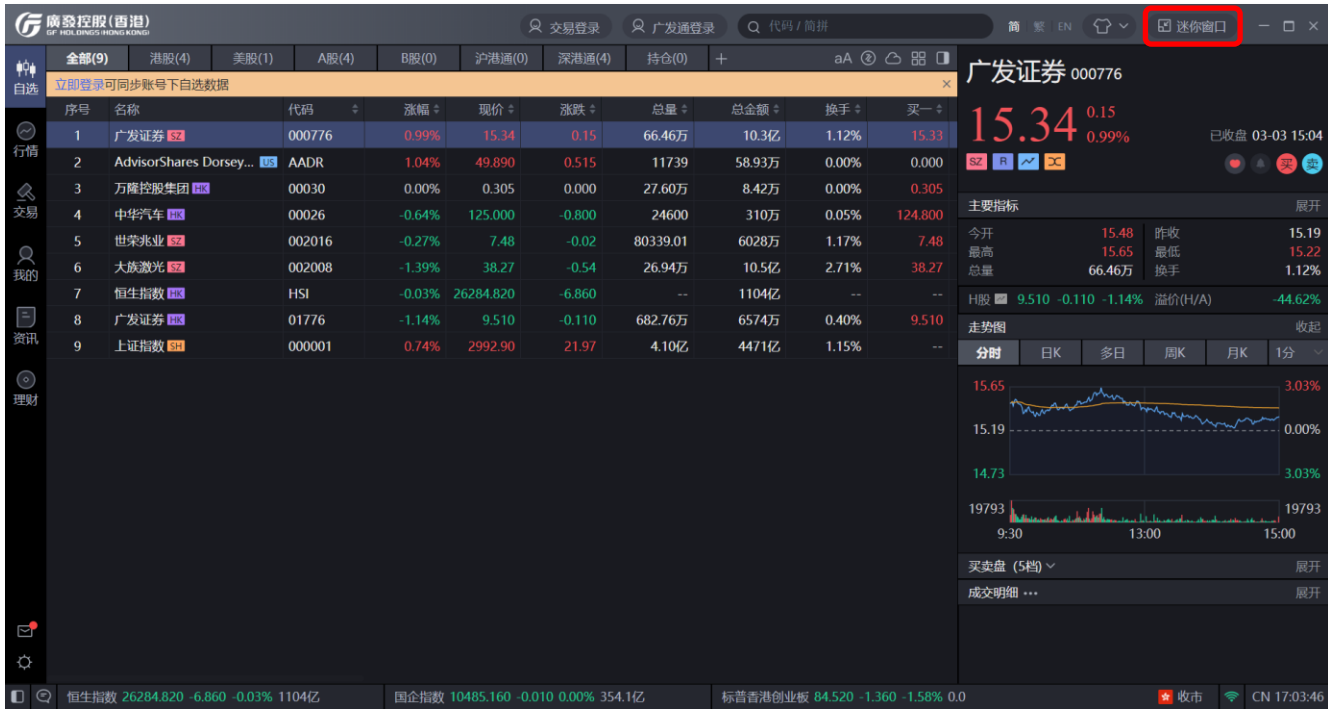 廣發控股(香港) 交易登录 广发通登录 代码 / 简拼 简 繁 EN 迷你窗口
GF HOLDINGS (HONG KONG)
全部(9) 港股(4) 美股(1) A股(4) B股(0) 沪港通(0) 深港通(4) 持仓(0) + aA
立即登录可同步账号下自选数据 ×
序号 名称 代码 涨幅 现价 涨跌 总量 总金额 换手 买一
1 广发证券 SZ 000776 0.99% 15.34 0.15 66.46万 10.3亿 1.12% 15.33
2 AdvisorShares Dorsey... US AADR 1.04% 49.890 0.515 11739 58.93万 0.00% 0.000
3 万隆控股集团 HK 00030 0.00% 0.305 0.000 27.60万 8.42万 0.00% 0.305
4 中华汽车 HK 00026 -0.64% 125.000 -0.800 24600 310万 0.05% 124.800
5 世荣兆业 SZ 002016 -0.27% 7.48 -0.02 80339.01 6028万 1.17% 7.48
6 大族激光 SZ 002008 -1.39% 38.27 -0.54 26.94万 10.5亿 2.71% 38.27
7 恒生指数 HK HSI -0.03% 26284.820 -6.860 -- 1104亿 -- --
8 广发证券 HK 01776 -1.14% 9.510 -0.110 682.76万 6574万 0.40% 9.510
9 上证指数 SH 000001 0.74% 2992.90 21.97 4.10亿 4471亿 1.15% --
自选
行情
交易
我的
资讯
理财
广发证券 000776
15.34 0.15
0.99% 已收盘 03-03 15:04
SZ R 买 卖
主要指标 展开
今开 15.48 昨收 15.19
最高 15.65 最低 15.22
总量 66.46万 换手 1.12%
H股 9.510 -0.110 -1.14% 溢价(H/A) -44.62%
走势图 收起
分时 日K 多日 周K 月K 1分
15.65 3.03%
15.19 0.00%
14.73 3.03%
19793 19793
9:30 13:00 15:00
买卖盘 (5档) 展开
成交明细 ••• 展开
恒生指数 26284.820 -6.860 -0.03% 1104亿 国企指数 10485.160 -0.010 0.00% 354.1亿 标普香港创业板 84.520 -1.360 -1.58% 0.0 收市 CN 17:03:46